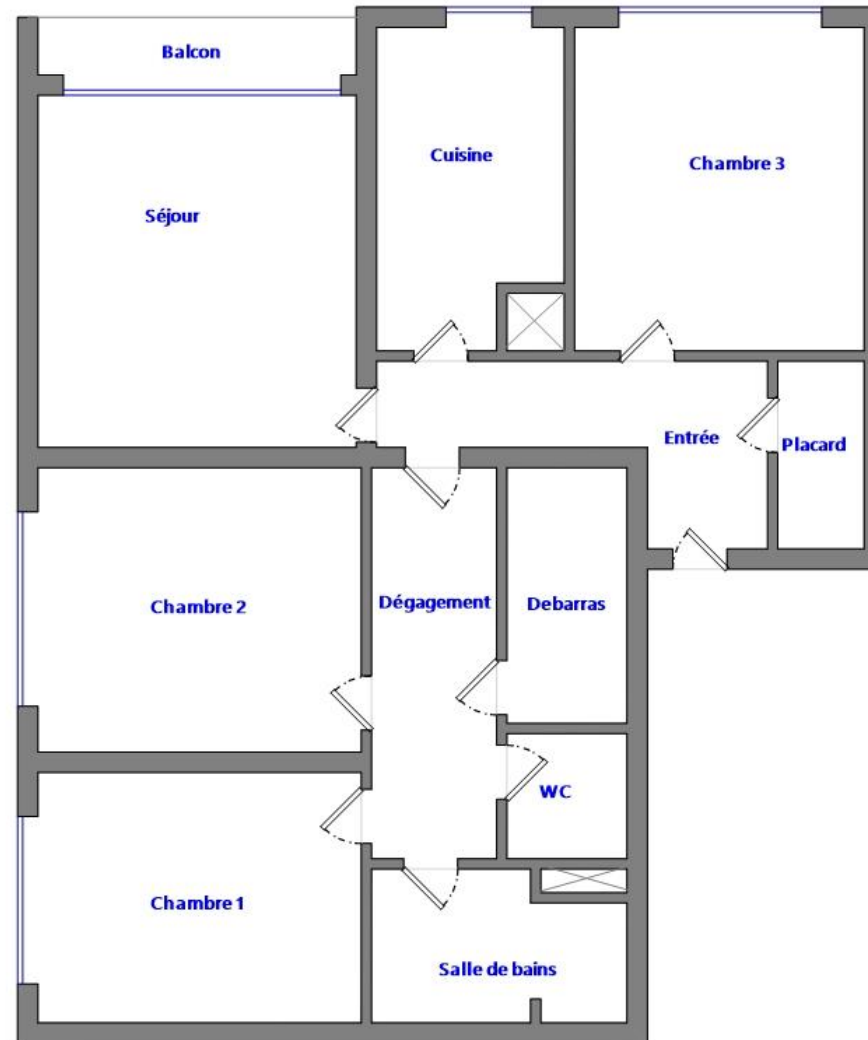 Balcon
Cuisine
Chambre 3
Séjour
Entrée
Placard
Chambre 2
Dégagement
Debarras
WC
Chambre 1
Salle de bains